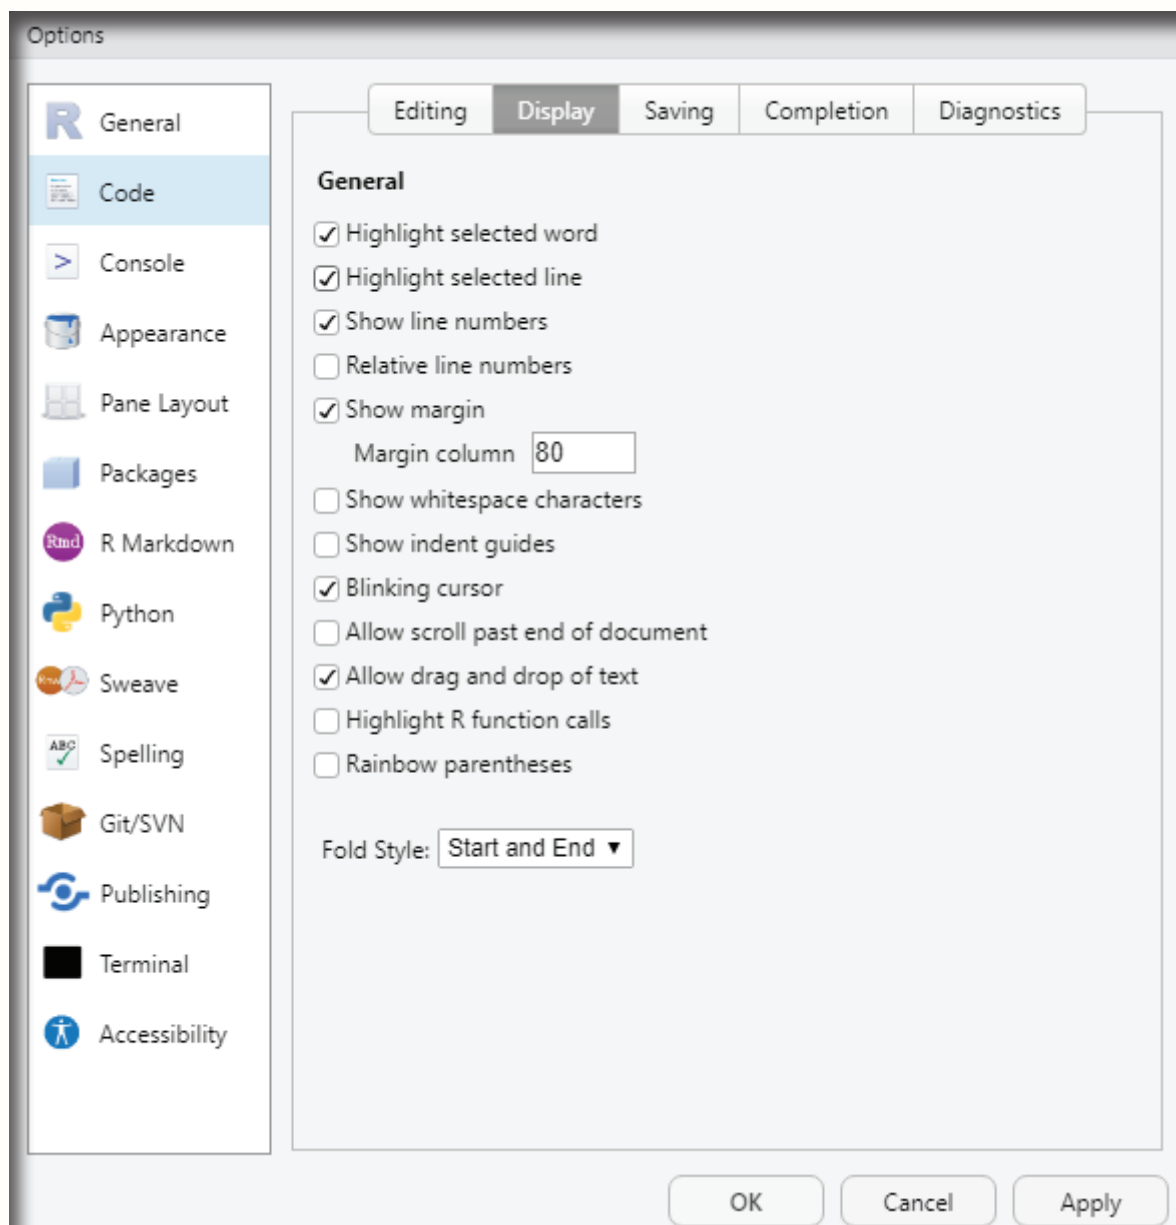 Options
General
Code
>
Console
Appearance
Pane Layout
Packages
Rmd
R Markdown
Python
Rnw
Sweave
ABC
Spelling
Git/SVN
Publishing
Terminal
Accessibility
Editing Display Saving Completion Diagnostics
General
Highlight selected word
Highlight selected line
Show line numbers
Relative line numbers
Show margin
Margin column 80
Show whitespace characters
Show indent guides
Blinking cursor
Allow scroll past end of document
Allow drag and drop of text
Highlight R function calls
Rainbow parentheses
Fold Style: Start and End
OK Cancel Apply